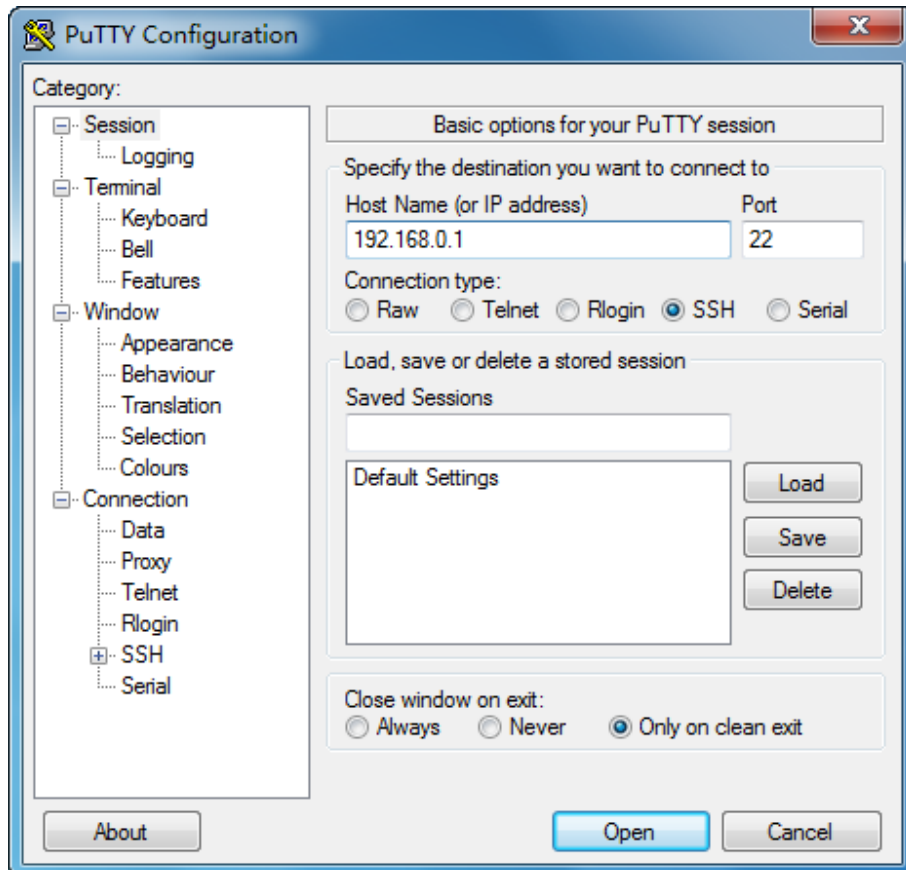 PuTTY Configuration
Category:
Session
Logging
Terminal
Keyboard
Bell
Features
Window
Appearance
Behaviour
Translation
Selection
Colours
Connection
Data
Proxy
Telnet
Rlogin
SSH
Serial
Basic options for your PuTTY session
Specify the destination you want to connect to
Host Name (or IP address) Port
192.168.0.1 22
Connection type:
Raw Telnet Rlogin SSH Serial
Load, save or delete a stored session
Saved Sessions
Default Settings
Load
Save
Delete
Close window on exit:
Always Never Only on clean exit
About Open Cancel